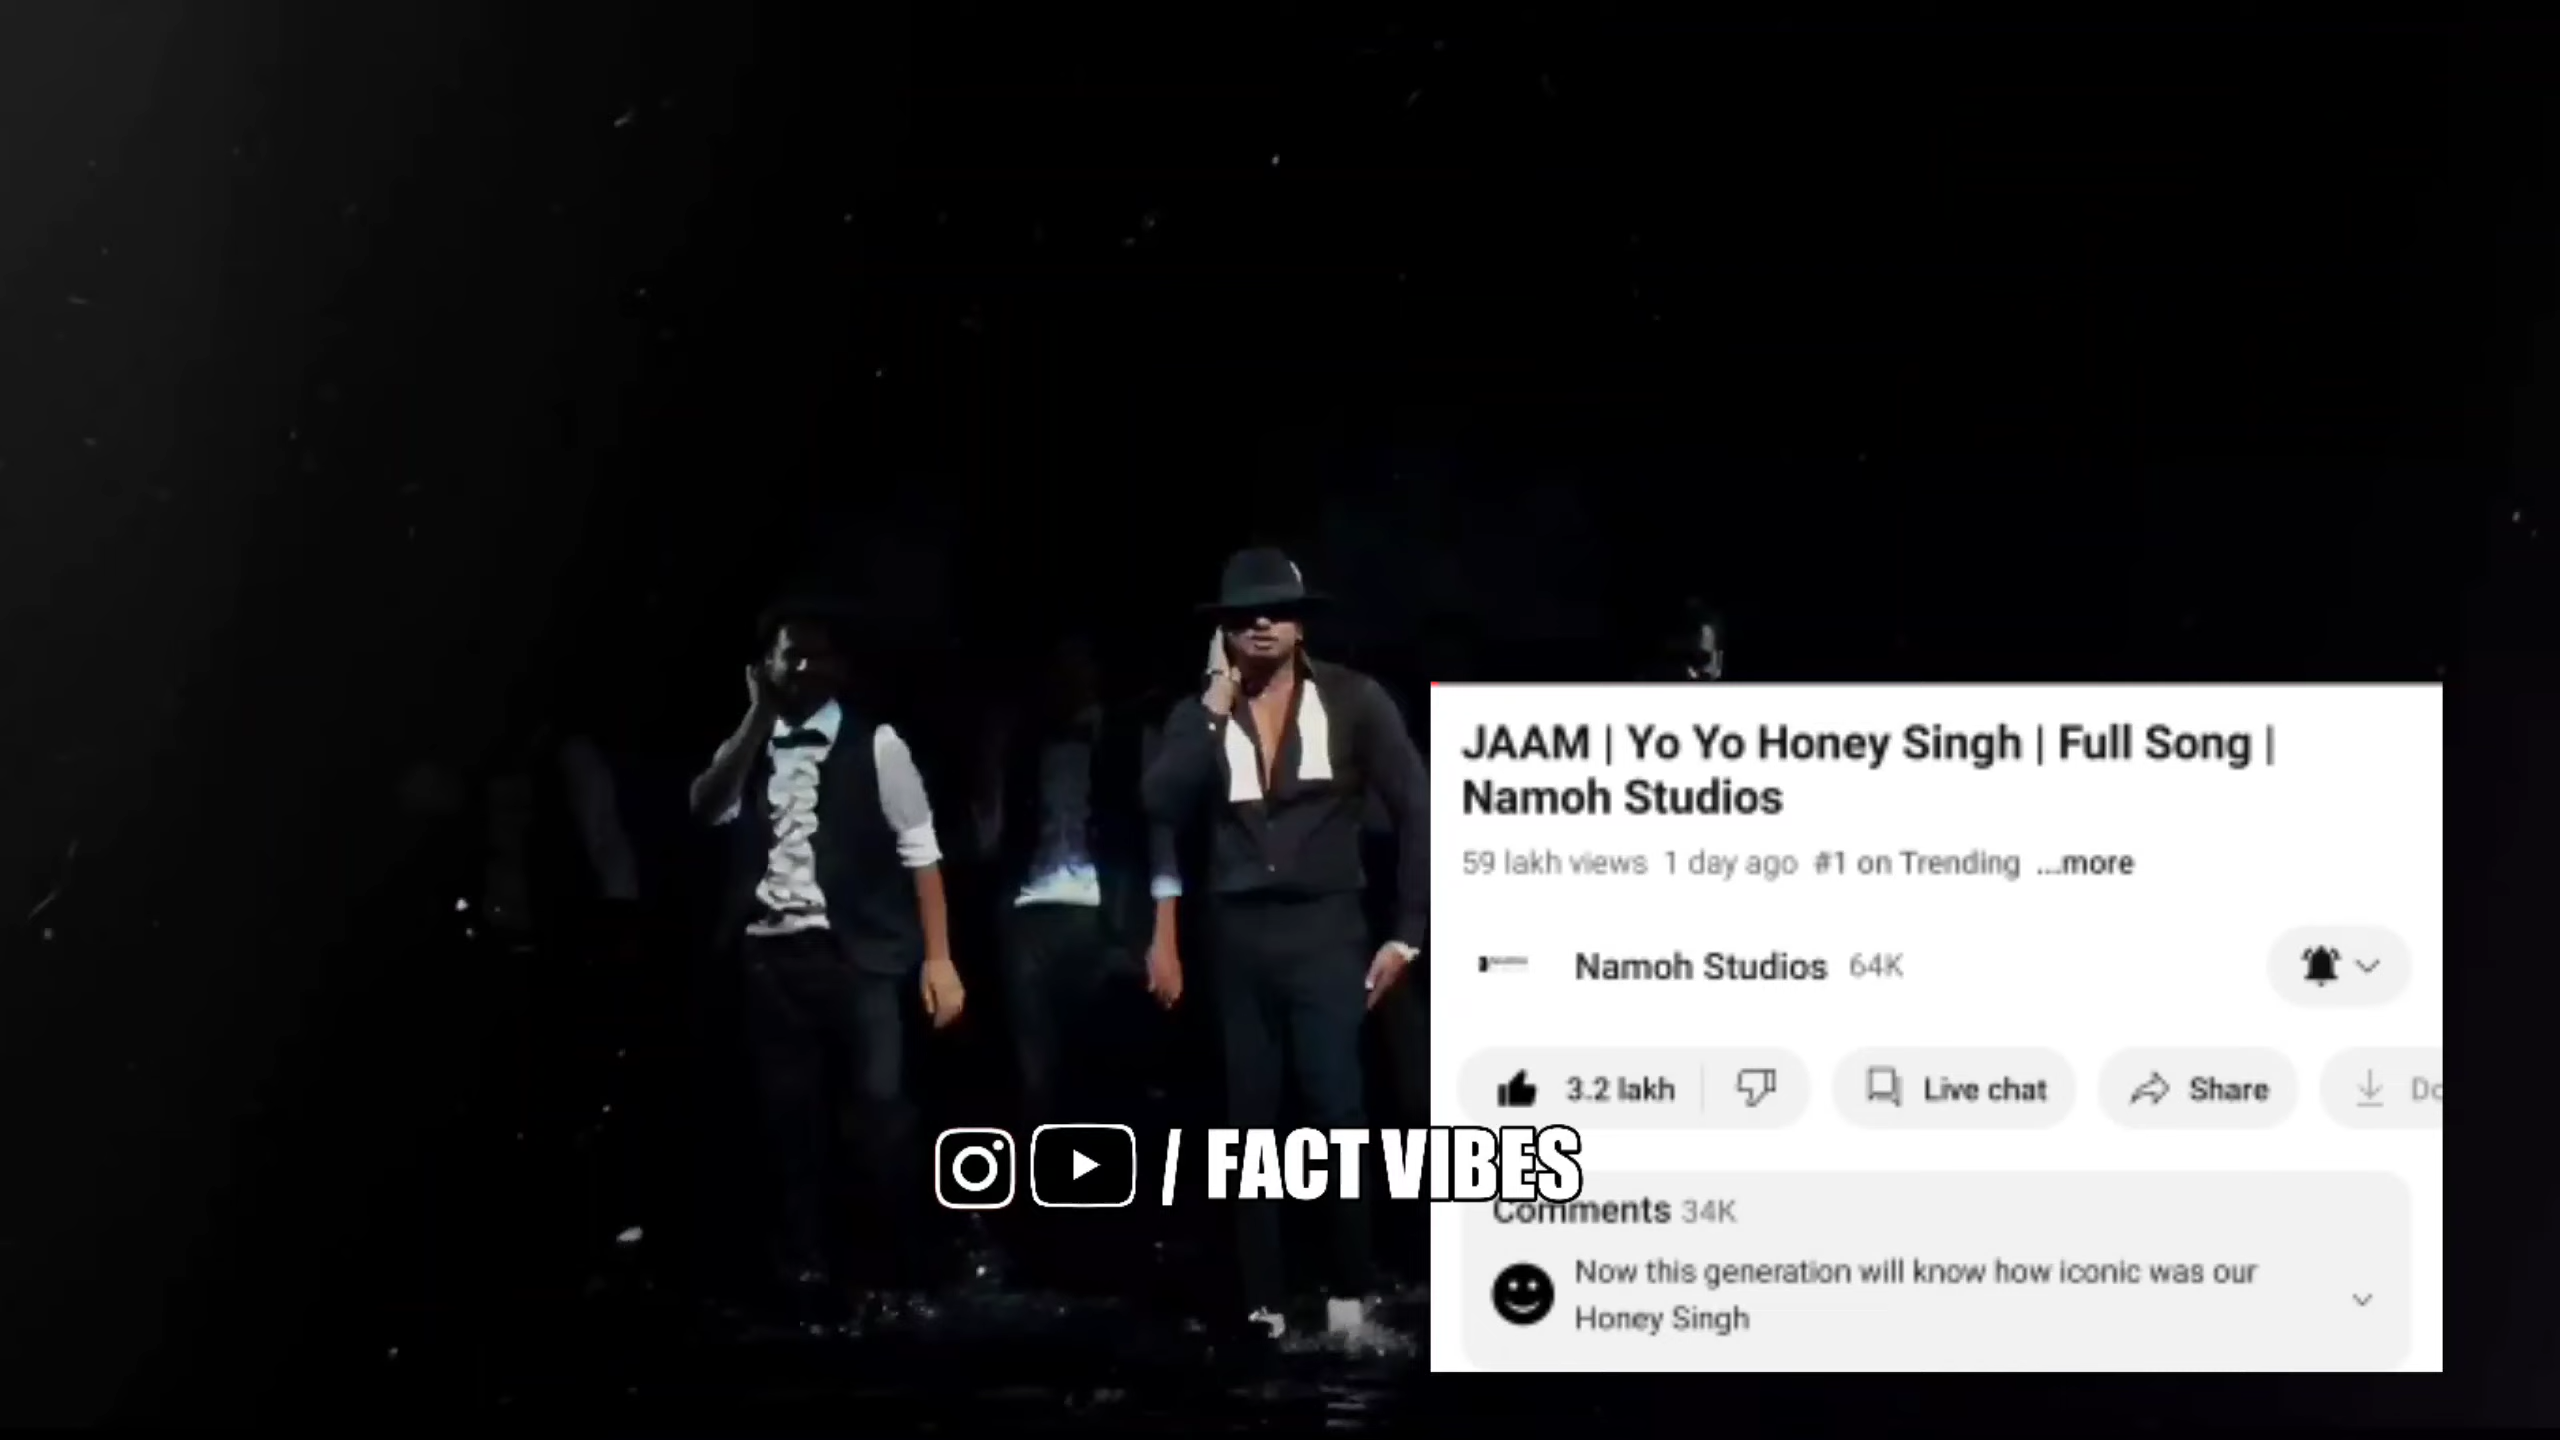 JAAM | Yo Yo Honey Singh | Full Song |
Namoh Studios
59 lakh views 1 day ago #1 on Trending ...more
Namoh Studios 64K
3.2 lakh Live chat Share
/ FACT VIBES
Comments 34K
Now this generation will know how iconic was our
Honey Singh